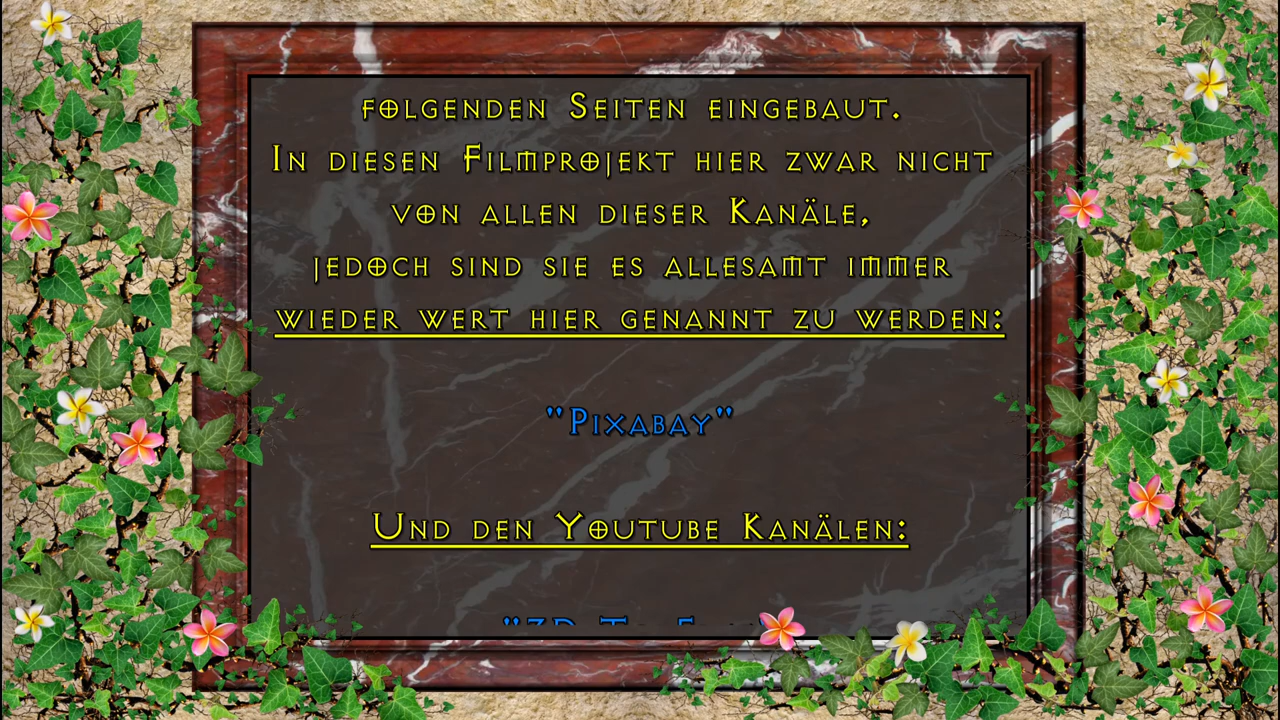 folgenden Seiten eingebaut.
In diesen Filmprojekt hier zwar nicht
von allen dieser Kanäle,
jedoch sind sie es allesamt immer
wieder wert hier genannt zu werden:
"Pixabay"
Und den Youtube Kanälen: